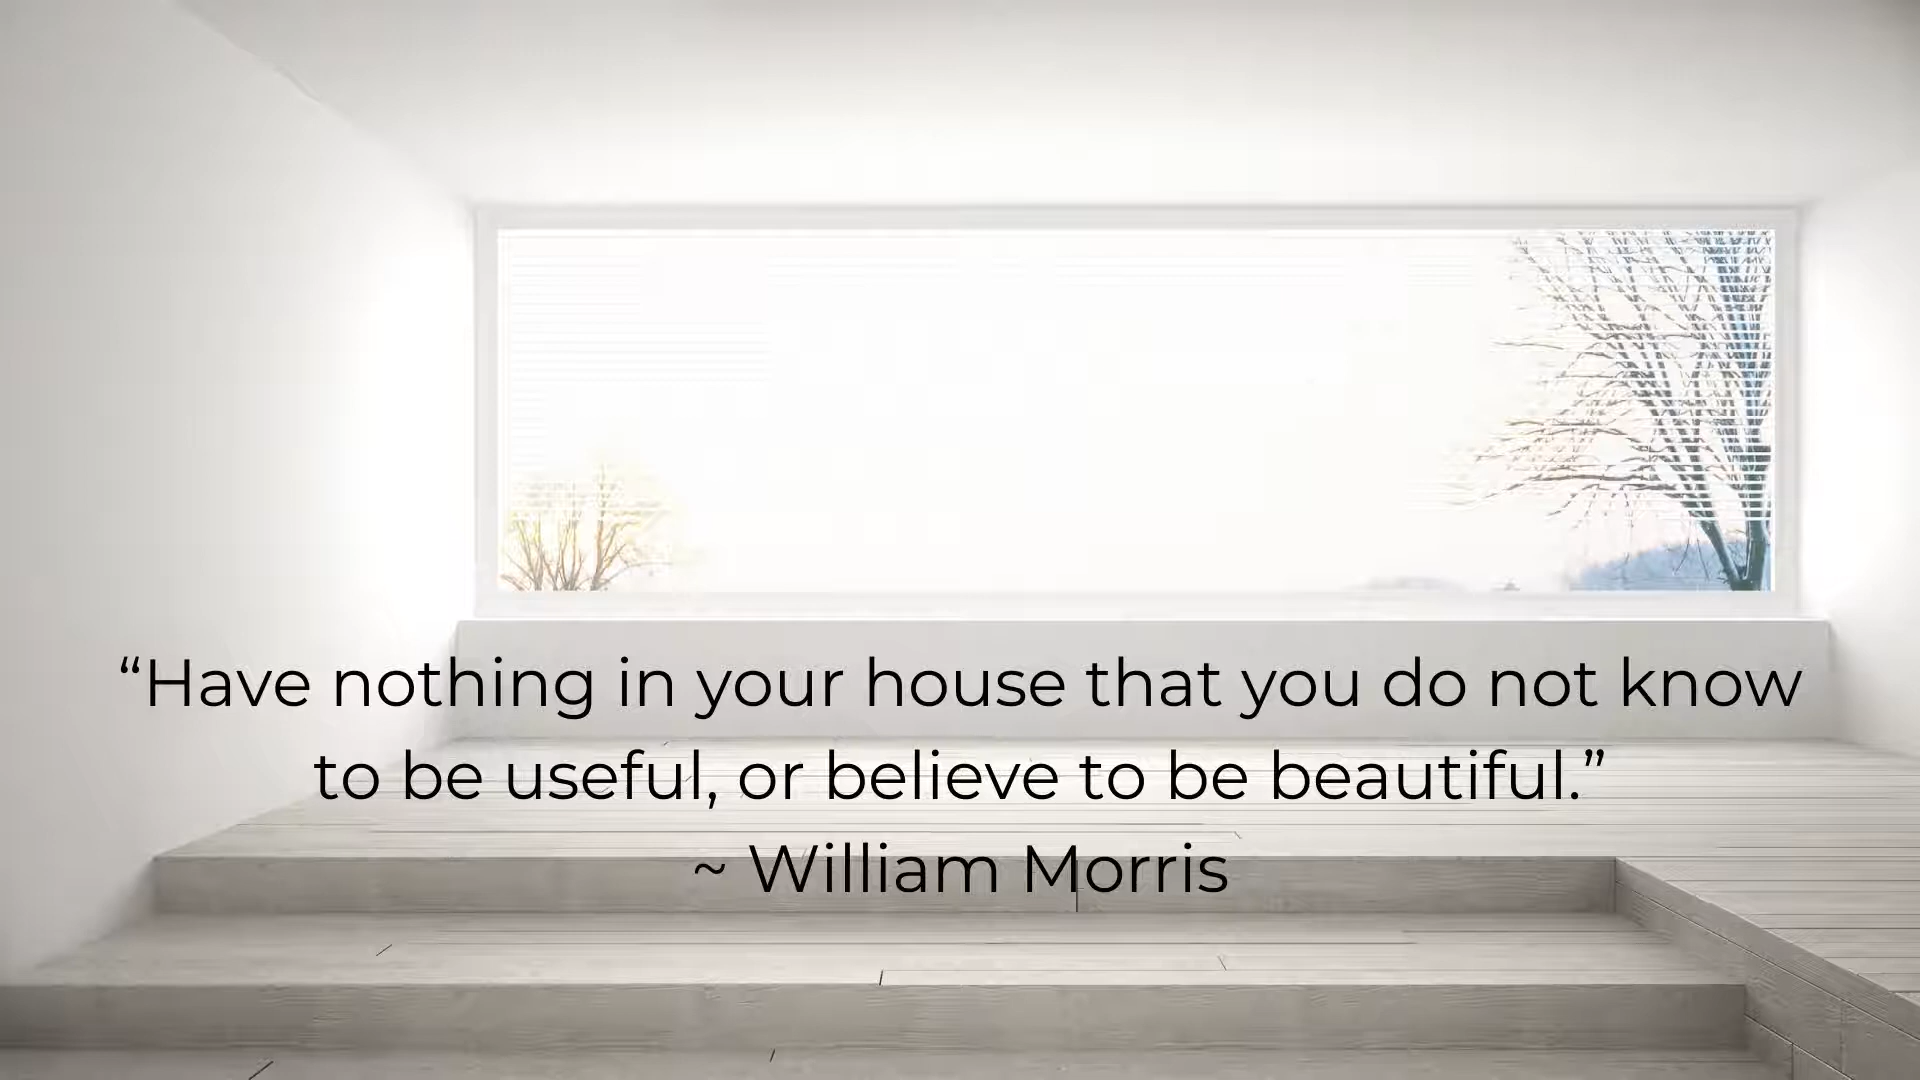 “Have nothing in your house that you do not know
to be useful, or believe to be beautiful.”
~ William Morris